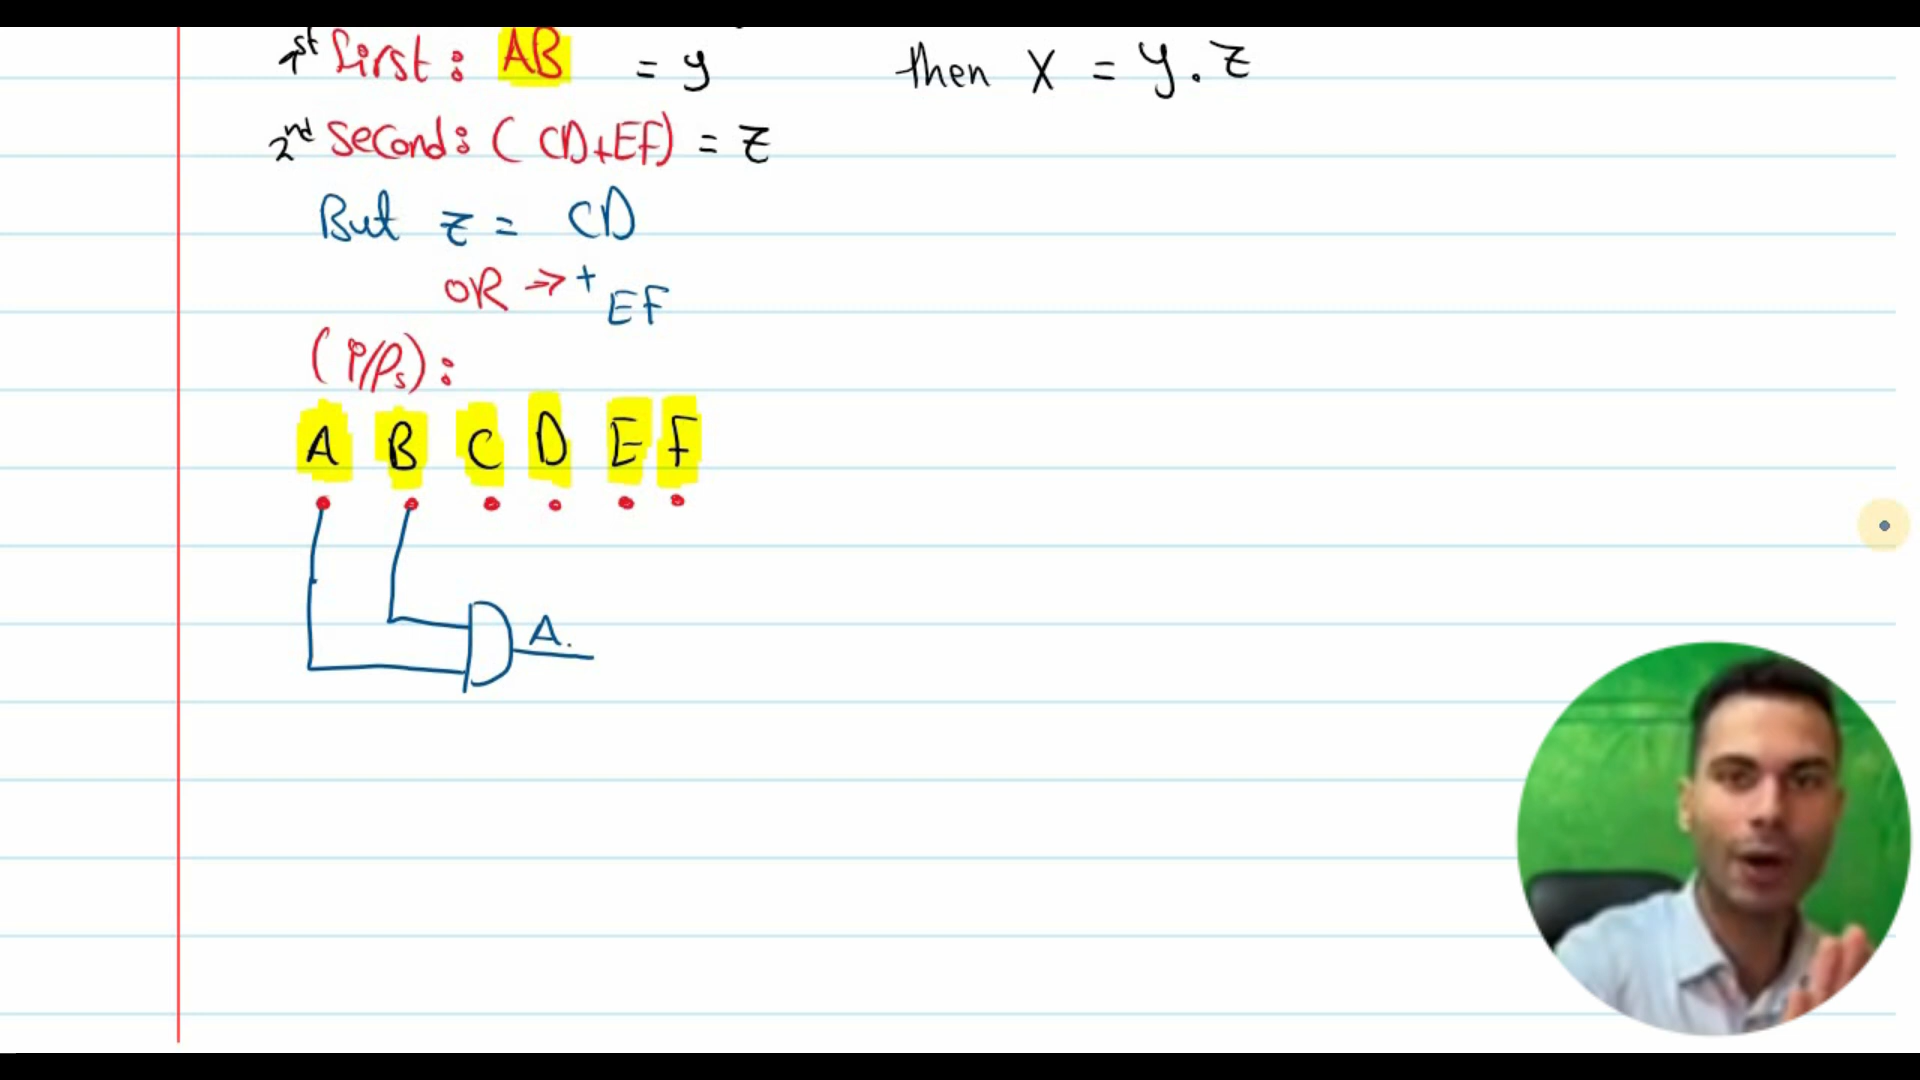 1st first: AB = y then X = y . z
2nd Second: ( CD+EF) = z
But z = CD
OR → + EF
( i/Ps) :
A B C D E F
A.